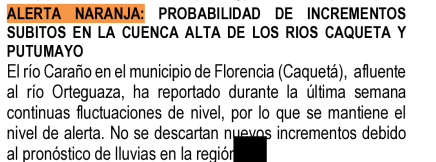 ALERTA NARANJA: PROBABILIDAD DE INCREMENTOS
SUBITOS EN LA CUENCA ALTA DE LOS RIOS CAQUETA Y
PUTUMAYO
El río Caraño en el municipio de Florencia (Caquetá), afluente
al río Orteguaza, ha reportado durante la última semana
continuas fluctuaciones de nivel, por lo que se mantiene el
nivel de alerta. No se descartan nuevos incrementos debido
al pronóstico de lluvias en la región